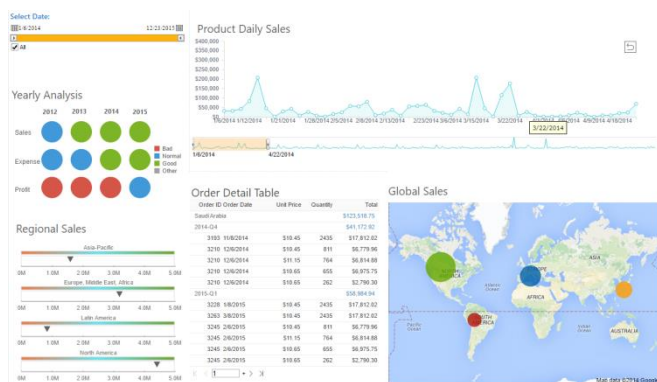 Select Date:
1/6/2014 12/23/2015
All
Product Daily Sales
$400,000
$350,000
$300,000
$250,000
$200,000
$150,000
$100,000
$50,000
$0
1/6/2014 1/12/2014 1/21/2014
3/22/2014
1/6/2014 4/22/2014
Yearly Analysis
2012 2013 2014 2015
Sales
Expense
Profit
Bad
Normal
Good
Other
Regional Sales
Asia-Pacific
0M 1.0M 2.0M 3.0M 4.0M 5.0M
Europe, Middle East, Africa
0M 1.0M 2.0M 3.0M 4.0M 5.0M
Latin America
0M 1.0M 2.0M 3.0M 4.0M 5.0M
North America
0M 1.0M 2.0M 3.0M 4.0M 5.0M
Order Detail Table
Order ID Order Date Unit Price Quantity Total
Saudi Arabia $123,518.75
2014-Q4 $41,172.92
3193 11/8/2014 $10.45 2435 $17,812.02
3210 12/6/2014 $10.45 811 $6,779.96
3210 12/6/2014 $11.15 764 $6,814.88
3210 12/6/2014 $10.65 655 $6,975.75
3210 12/6/2014 $10.65 262 $2,790.30
2015-Q1 $58,984.94
3228 1/8/2015 $10.45 2435 $17,812.02
3263 3/8/2015 $10.45 2435 $17,812.02
3245 2/6/2015 $10.45 811 $6,779.96
3245 2/6/2015 $11.15 764 $6,814.88
3245 2/6/2015 $10.65 655 $6,975.75
3245 2/6/2015 $10.65 262 $2,790.30
1
Global Sales
ASIA
AFRICA
AUSTRALIA
Pacific Ocean
Map data ©2014 Google